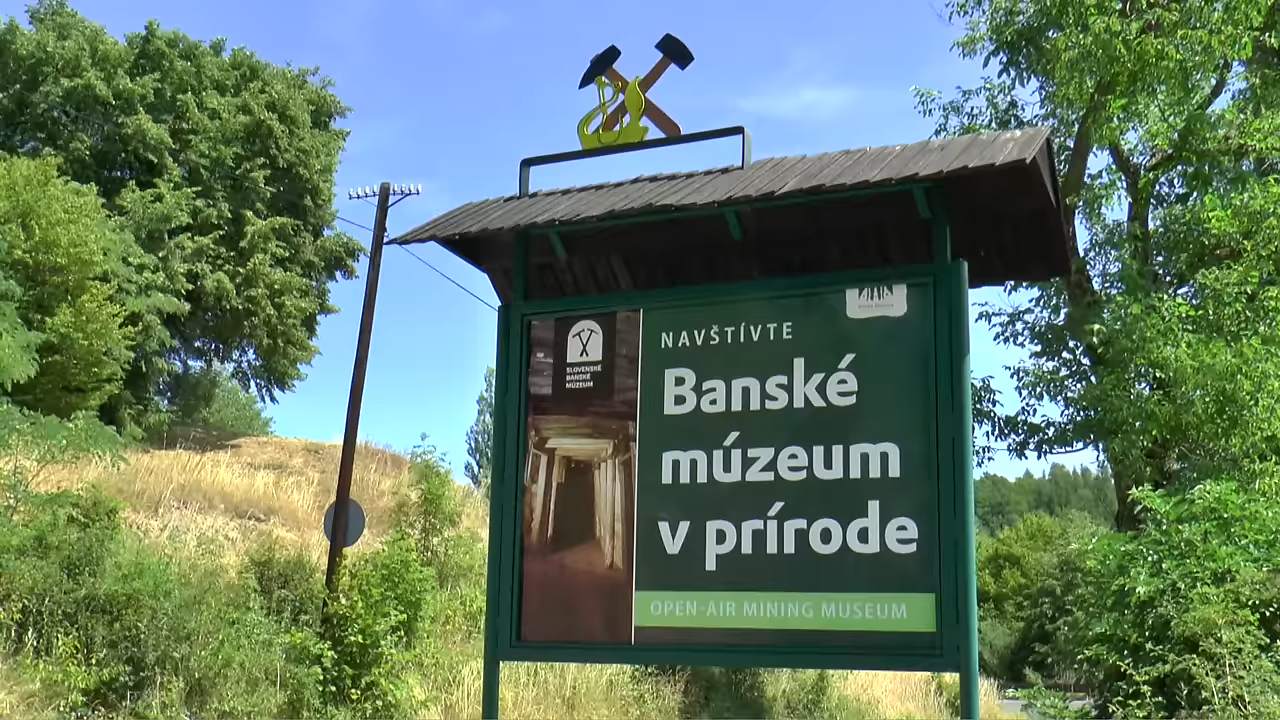 SLOVENSKÉ
BANSKÉ
MÚZEUM
NAVŠTÍVTE
Banské
múzeum
v prírode
OPEN-AIR MINING MUSEUM